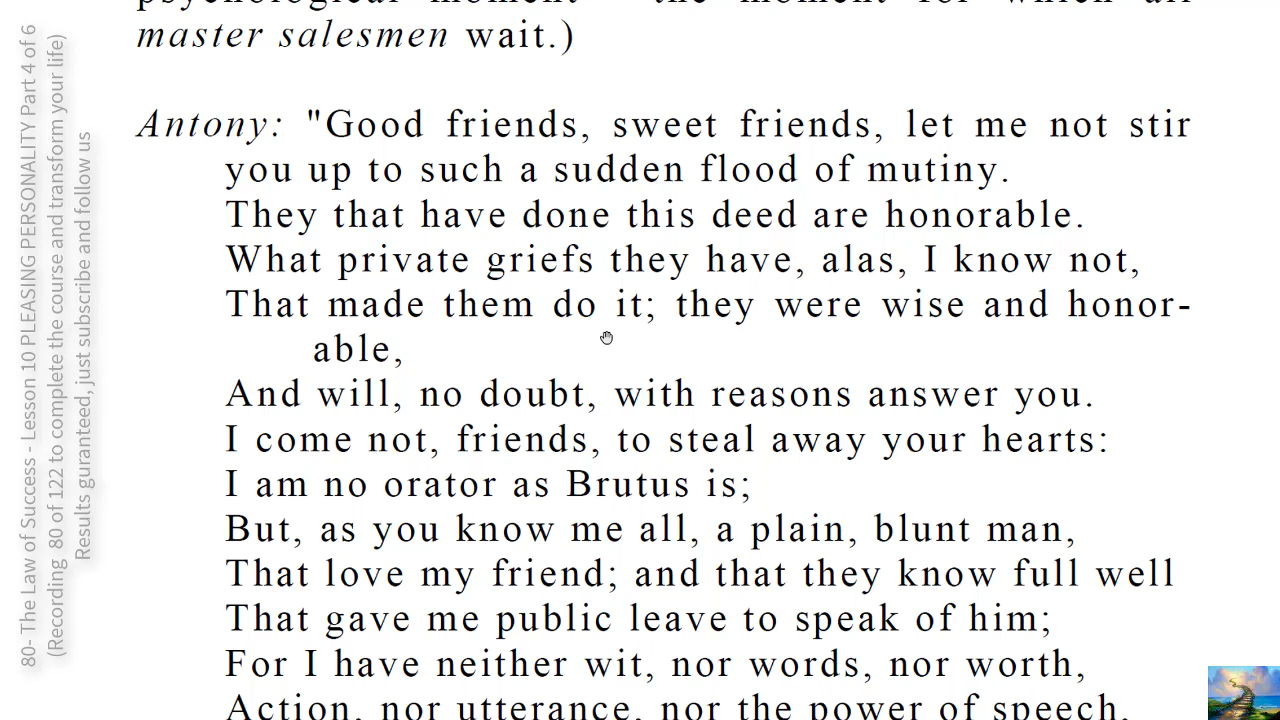 psychological moment the moment for which all
master salesmen wait.)
Antony: "Good friends, sweet friends, let me not stir
you up to such a sudden flood of mutiny.
They that have done this deed are honorable.
What private griefs they have, alas, I know not,
That made them do it; they were wise and honor-
able,
And will, no doubt, with reasons answer you.
I come not, friends, to steal away your hearts:
I am no orator as Brutus is;
But, as you know me all, a plain, blunt man,
That love my friend; and that they know full well
That gave me public leave to speak of him;
For I have neither wit, nor words, nor worth,
Action, nor utterance, nor the power of speech,
80- The Law of Success - Lesson 10 PLEASING PERSONALITY Part 4 of 6
(Recording 80 of 122 to complete the course and transform your life)
Results guranteed, just subscribe and follow us